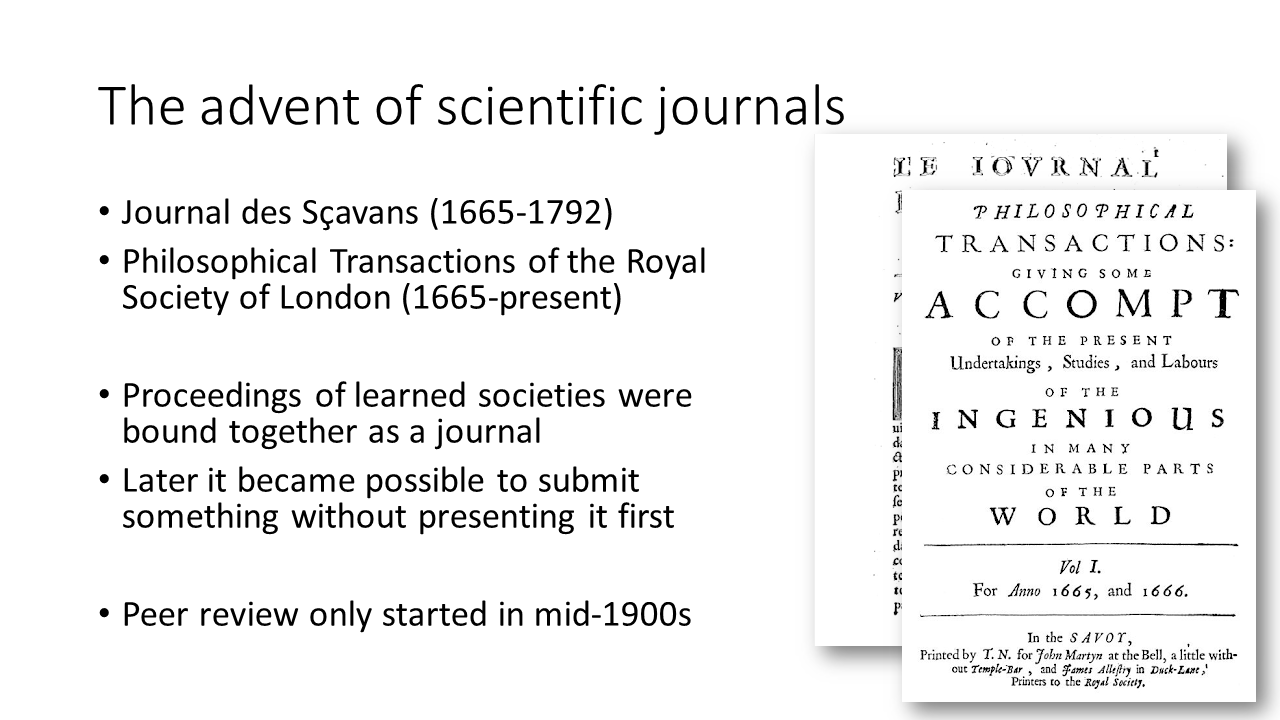 The advent of scientific journals
• Journal des Sçavans (1665-1792)
• Philosophical Transactions of the Royal
Society of London (1665-present)
• Proceedings of learned societies were
bound together as a journal
• Later it became possible to submit
something without presenting it first
• Peer review only started in mid-1900s
LE IOVRNAL
PHILOSOPHICAL
TRANSACTIONS:
GIVING SOME
ACCOMPT
OF THE PRESENT
Undertakings, Studies, and Labours
OF THE
INGENIOUS
IN MANY
CONSIDERABLE PARTS
OF THE
WORLD
Vol I.
For Anno 1665, and 1666.
In the SAVOY,
Printed by T. N. for John Martyn at the Bell, a little with-
out Temple-Bar, and James Allestry in Duck-Lane,
Printers to the Royal Society.